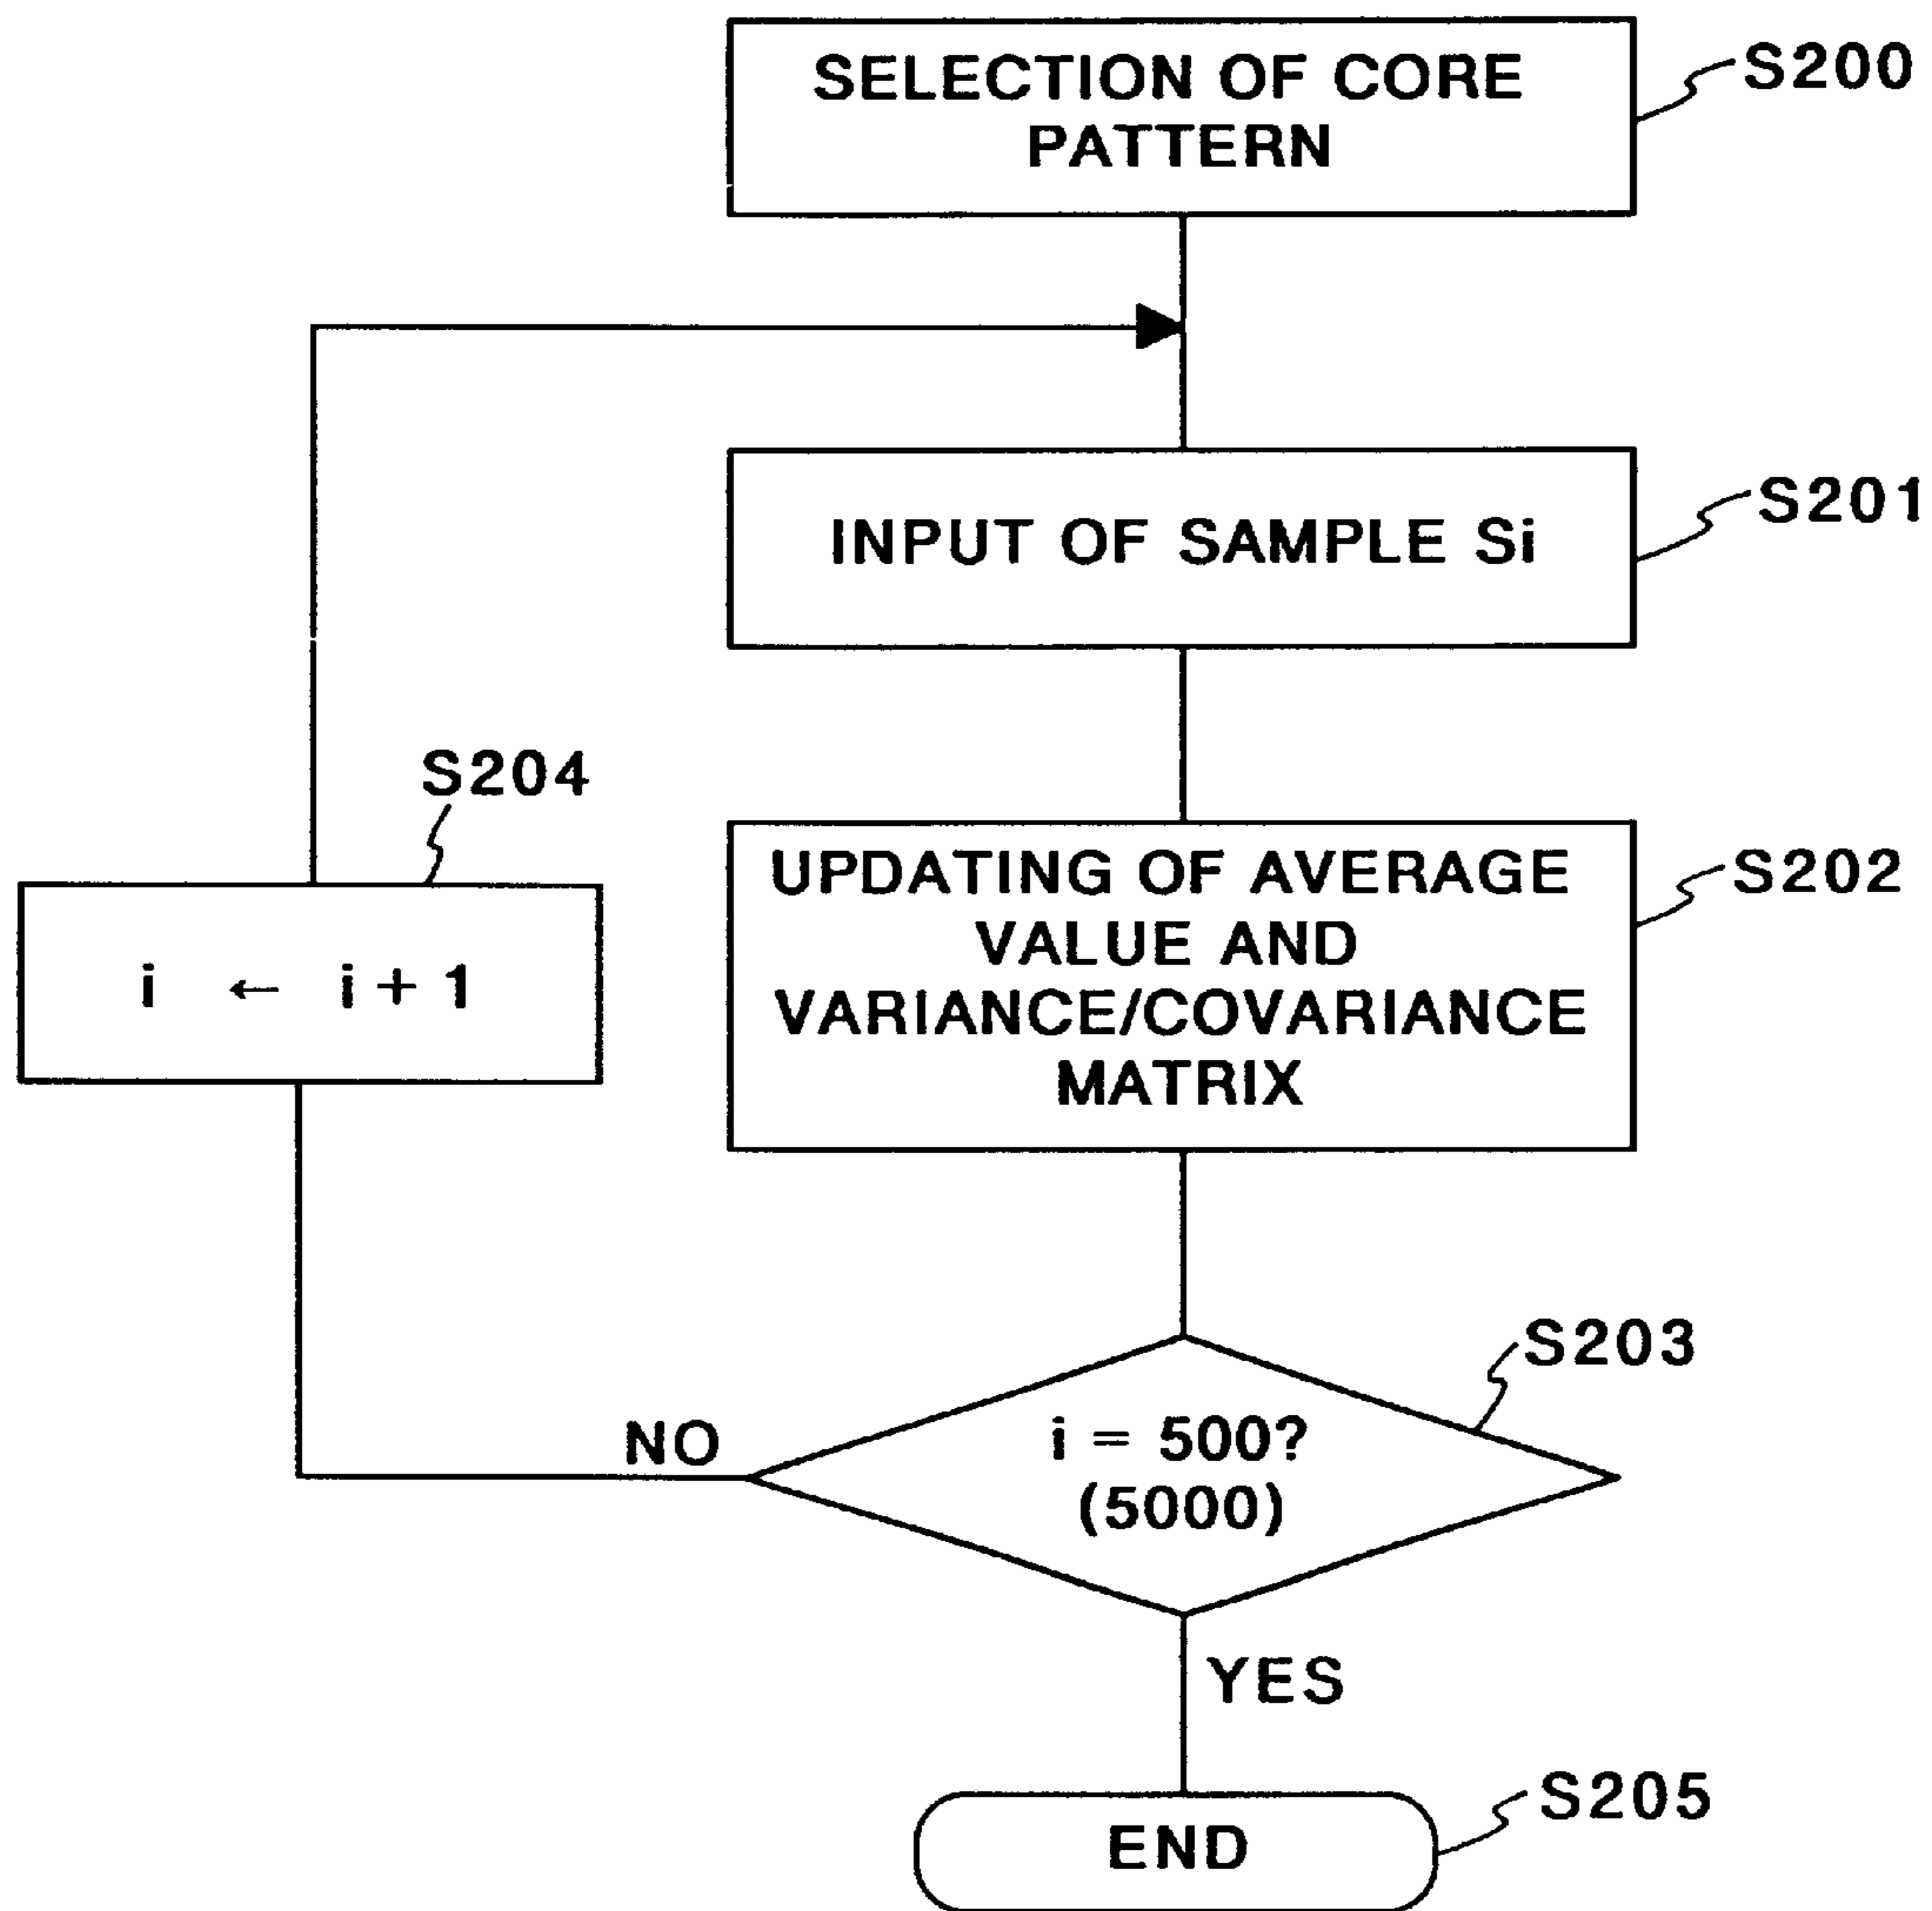 SELECTION OF CORE
PATTERN
S200
INPUT OF SAMPLE Si
S201
S204
i ← i + 1
UPDATING OF AVERAGE
VALUE AND
VARIANCE/COVARIANCE
MATRIX
S202
S203
i = 500?
(5000)
NO
YES
END
S205